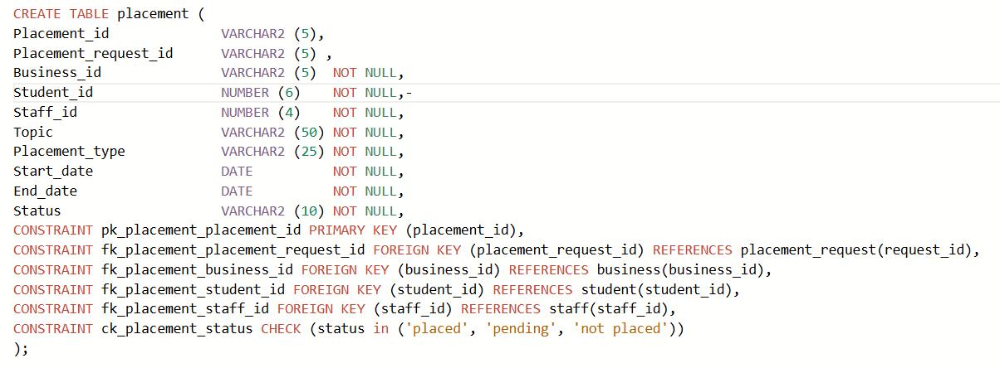 CREATE TABLE placement (
Placement_id VARCHAR2 (5),
Placement_request_id VARCHAR2 (5) ,
Business_id VARCHAR2 (5) NOT NULL,
Student_id NUMBER (6) NOT NULL,-
Staff_id NUMBER (4) NOT NULL,
Topic VARCHAR2 (50) NOT NULL,
Placement_type VARCHAR2 (25) NOT NULL,
Start_date DATE NOT NULL,
End_date DATE NOT NULL,
Status VARCHAR2 (10) NOT NULL,
CONSTRAINT pk_placement_placement_id PRIMARY KEY (placement_id),
CONSTRAINT fk_placement_placement_request_id FOREIGN KEY (placement_request_id) REFERENCES placement_request(request_id),
CONSTRAINT fk_placement_business_id FOREIGN KEY (business_id) REFERENCES business(business_id),
CONSTRAINT fk_placement_student_id FOREIGN KEY (student_id) REFERENCES student(student_id),
CONSTRAINT fk_placement_staff_id FOREIGN KEY (staff_id) REFERENCES staff(staff_id),
CONSTRAINT ck_placement_status CHECK (status in ('placed', 'pending', 'not placed'))
);